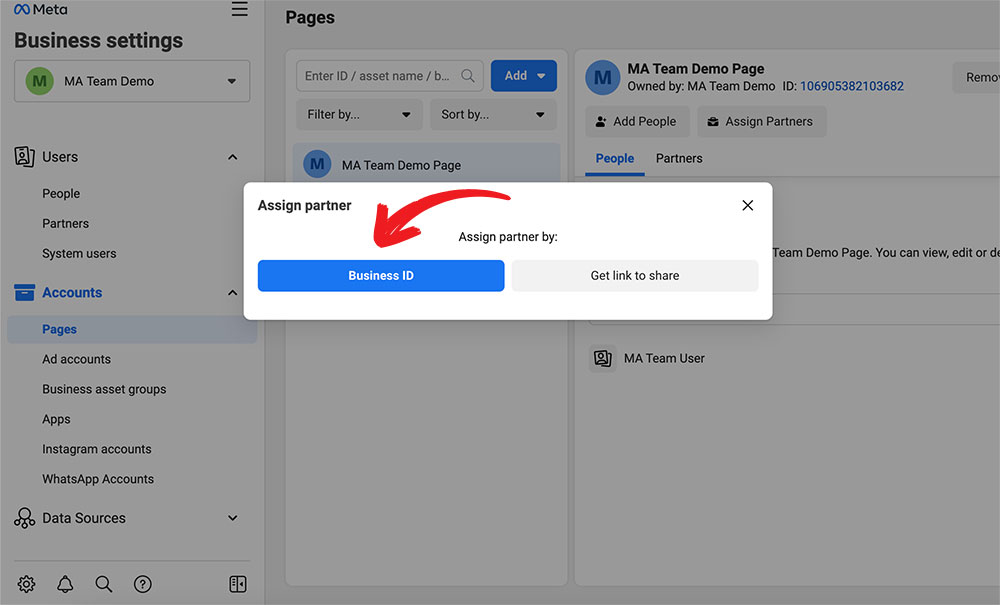 Meta
Business settings
M MA Team Demo
Users
People
Partners
System users
Accounts
Pages
Ad accounts
Business asset groups
Apps
Instagram accounts
WhatsApp Accounts
Data Sources
?
Pages
Enter ID / asset name / b...
Add
Filter by...
Sort by...
M MA Team Demo Page
M
MA Team Demo Page
Owned by: MA Team Demo ID: 106905382103682
Add People
Assign Partners
People
Partners
Team Demo Page. You can view, edit or
MA Team User
Assign partner
Assign partner by:
Business ID
Get link to share